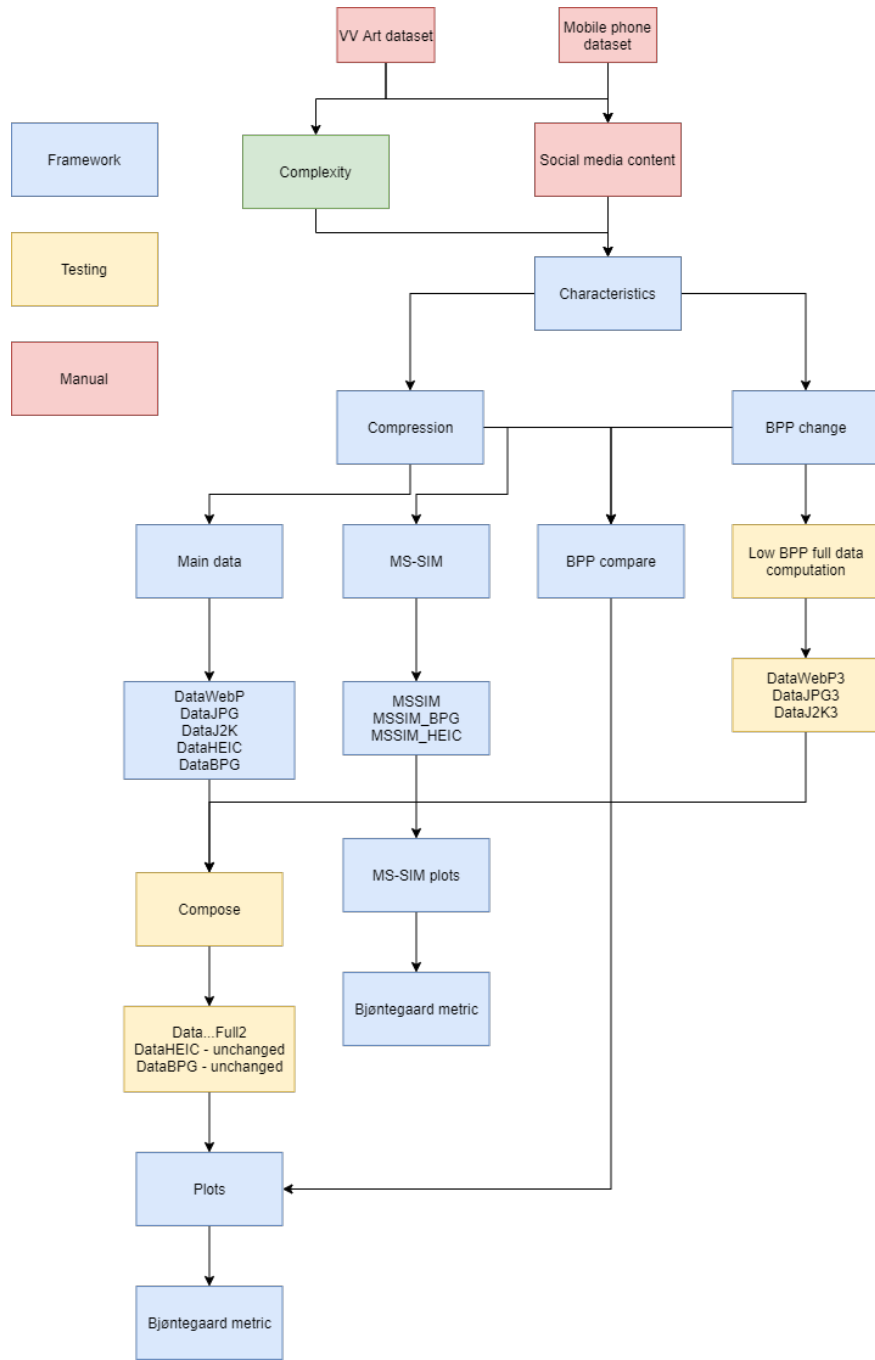 VV Art dataset
Mobile phone
dataset
Framework
Complexity
Social media content
Testing
Characteristics
Manual
Compression
BPP change
Main data
MS-SIM
BPP compare
Low BPP full data
computation
DataWebP
DataJPG
DataJ2K
DataHEIC
DataBPG
MSSIM
MSSIM_BPG
MSSIM_HEIC
DataWebP3
DataJPG3
DataJ2K3
Compose
MS-SIM plots
Data...Full2
DataHEIC - unchanged
DataBPG - unchanged
Bjøntegaard metric
Plots
Bjøntegaard metric